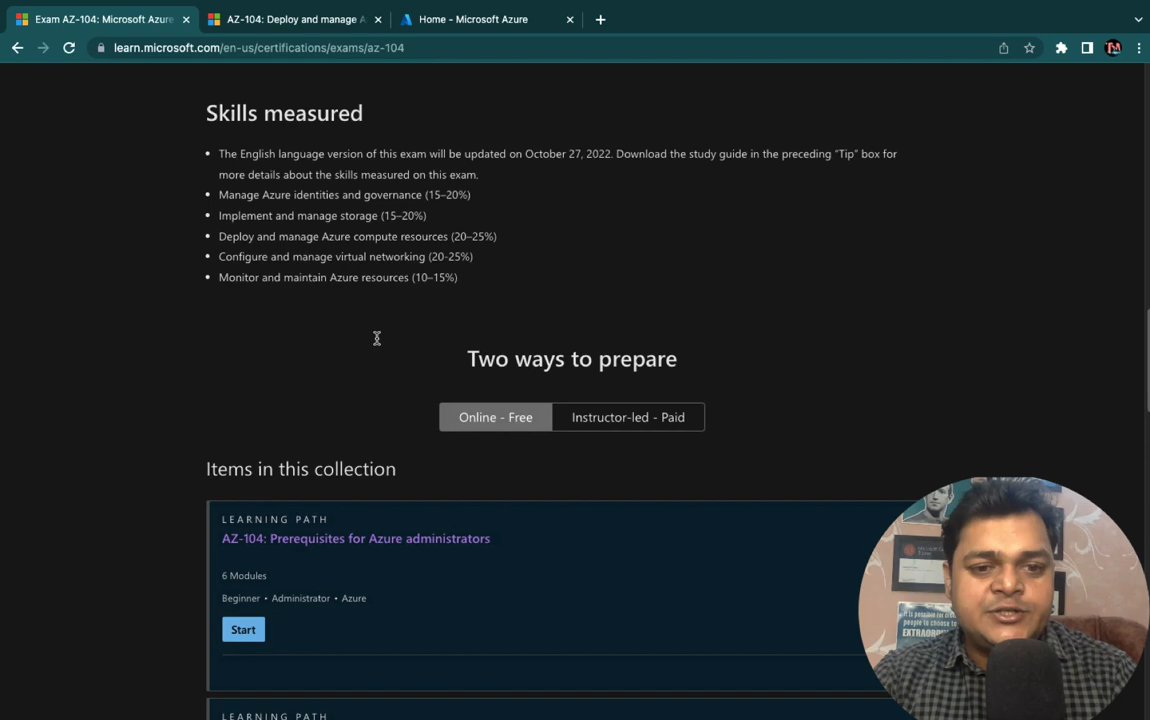 Exam AZ-104: Microsoft Azure
AZ-104: Deploy and manage A
Home - Microsoft Azure
learn.microsoft.com/en-us/certifications/exams/az-104
TM
Skills measured
• The English language version of this exam will be updated on October 27, 2022. Download the study guide in the preceding “Tip” box for
more details about the skills measured on this exam.
• Manage Azure identities and governance (15–20%)
• Implement and manage storage (15–20%)
• Deploy and manage Azure compute resources (20–25%)
• Configure and manage virtual networking (20-25%)
• Monitor and maintain Azure resources (10–15%)
Two ways to prepare
Online - Free
Instructor-led - Paid
Items in this collection
LEARNING PATH
AZ-104: Prerequisites for Azure administrators
6 Modules
Beginner • Administrator • Azure
Start
LEARNING PATH
people to choose to
EXTRAORD